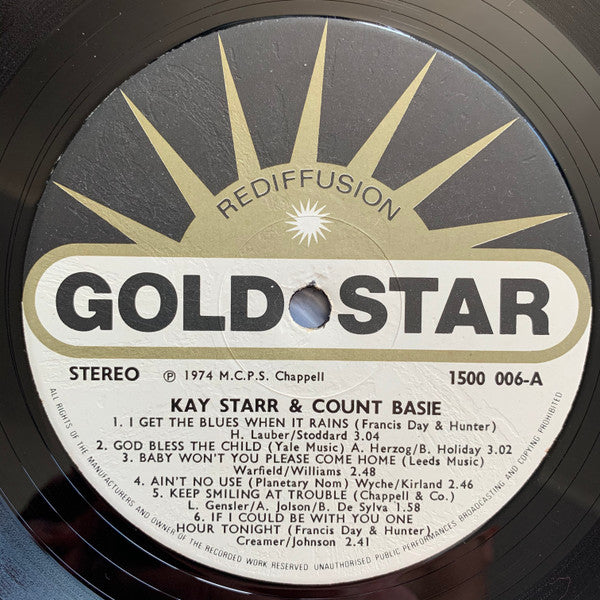 REDIFFUSION
GOLD STAR
STEREO
Ⓟ 1974 M.C.P.S. Chappell
1500 006-A
KAY STARR & COUNT BASIE
1. I GET THE BLUES WHEN IT RAINS (Francis Day & Hunter)
H. Lauber/Stoddard 3.04
2. GOD BLESS THE CHILD (Yale Music) A. Herzog/B. Holiday 3.02
3. BABY WON'T YOU PLEASE COME HOME (Leeds Music)
Warfield/Williams 2.48
4. AIN'T NO USE (Planetary Nom) Wyche/Kirland 2.46
5. KEEP SMILING AT TROUBLE (Chappell & Co.)
L. Gensler/A. Jolson/B. De Sylva 1.58
6. IF I COULD BE WITH YOU ONE
HOUR TONIGHT (Francis Day & Hunter)
Creamer/Johnson 2.41
ALL RIGHTS OF THE MANUFACTURERS AND OWNER OF THE RECORDED WORK RESERVED UNAUTHORISED PUBLIC PERFORMANCES BROADCASTING AND COPYING FROM THIS RECORD PROHIBITED